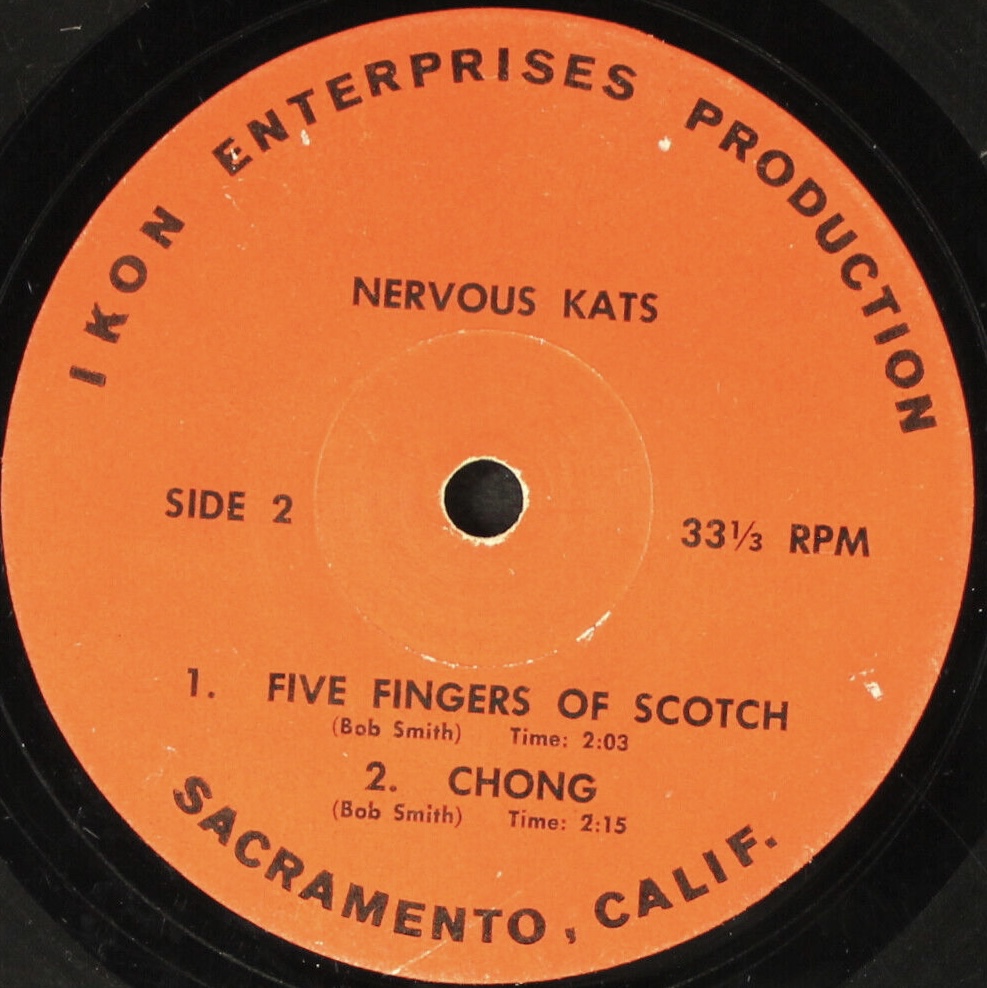 IKON ENTERPRISES PRODUCTION
NERVOUS KATS
SIDE 2
33⅓ RPM
1. FIVE FINGERS OF SCOTCH
(Bob Smith) Time: 2:03
2. CHONG
(Bob Smith) Time: 2:15
SACRAMENTO, CALIF.